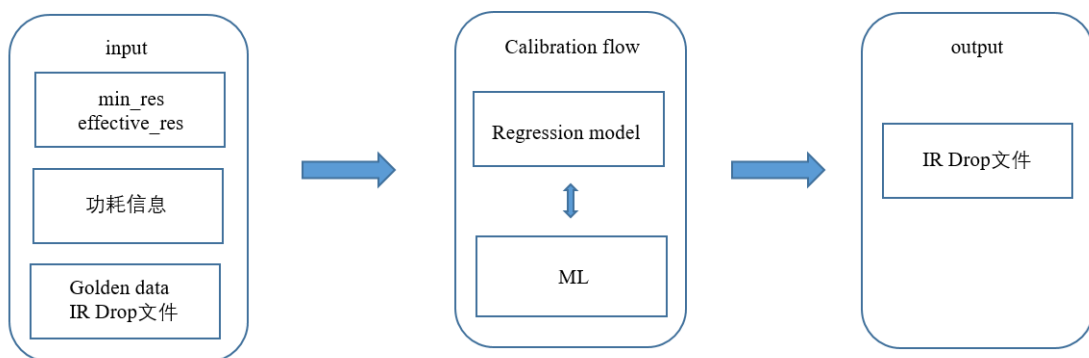 input
min_res
effective_res
功耗信息
Golden data
IR Drop文件
Calibration flow
Regression model
ML
output
IR Drop文件